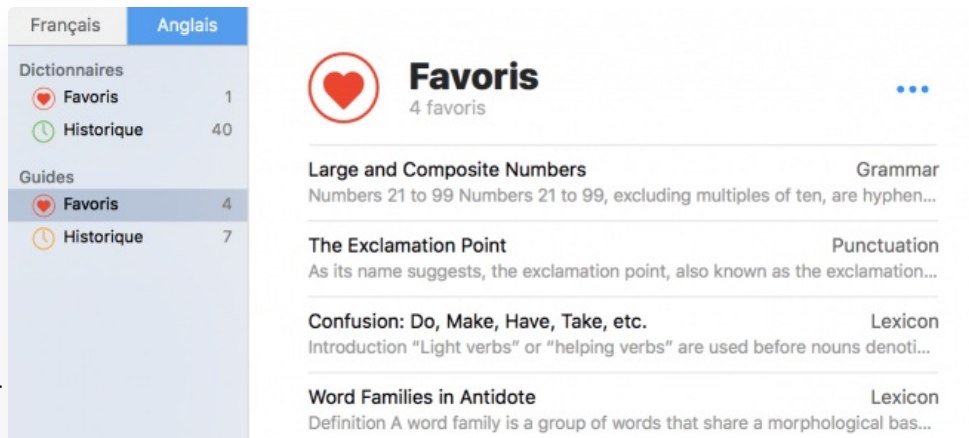 Français Anglais
Dictionnaires
Favoris 1
Historique 40
Guides
Favoris 4
Historique 7
Favoris
4 favoris
Large and Composite Numbers Grammar
Numbers 21 to 99 Numbers 21 to 99, excluding multiples of ten, are hyphen...
The Exclamation Point Punctuation
As its name suggests, the exclamation point, also known as the exclamation...
Confusion: Do, Make, Have, Take, etc. Lexicon
Introduction “Light verbs” or “helping verbs” are used before nouns denoti...
Word Families in Antidote Lexicon
Definition A word family is a group of words that share a morphological bas...